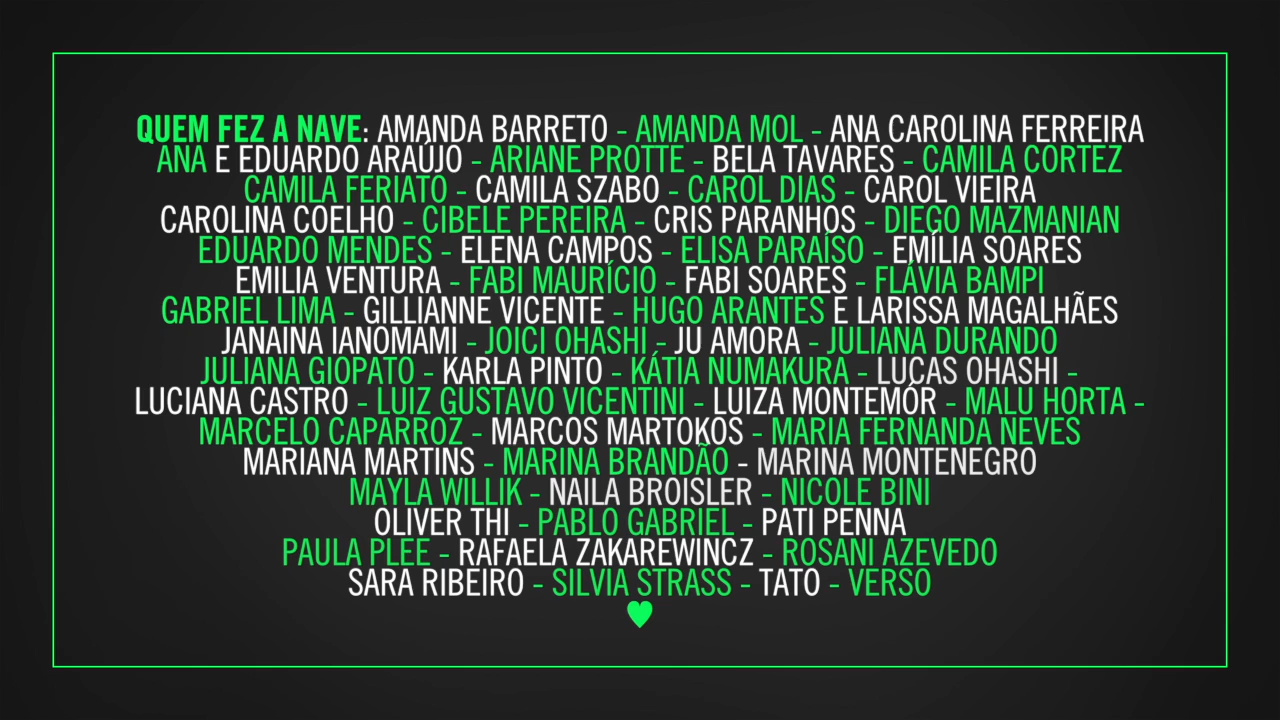 QUEM FEZ A NAVE: AMANDA BARRETO - AMANDA MOL - ANA CAROLINA FERREIRA
ANA E EDUARDO ARAÚJO - ARIANE PROTTE - BELA TAVARES - CAMILA CORTEZ
CAMILA FERIATO - CAMILA SZABO - CAROL DIAS - CAROL VIEIRA
CAROLINA COELHO - CIBELE PEREIRA - CRIS PARANHOS - DIEGO MAZMANIAN
EDUARDO MENDES - ELENA CAMPOS - ELISA PARAÍSO - EMÍLIA SOARES
EMILIA VENTURA - FABI MAURÍCIO - FABI SOARES - FLÁVIA BAMPI
GABRIEL LIMA - GILLIANNE VICENTE - HUGO ARANTES E LARISSA MAGALHÃES
JANAINA IANOMAMI - JOICI OHASHI - JU AMORA - JULIANA DURANDO
JULIANA GIOPATO - KARLA PINTO - KÁTIA NUMAKURA - LUCAS OHASHI -
LUCIANA CASTRO - LUIZ GUSTAVO VICENTINI - LUIZA MONTEMÓR - MALU HORTA -
MARCELO CAPARROZ - MARCOS MARTOKOS - MARIA FERNANDA NEVES
MARIANA MARTINS - MARINA BRANDÃO - MARINA MONTENEGRO
MAYLA WILLIK - NAILA BROISLER - NICOLE BINI
OLIVER THI - PABLO GABRIEL - PATI PENNA
PAULA PLEE - RAFAELA ZAKAREWINCZ - ROSANI AZEVEDO
SARA RIBEIRO - SILVIA STRASS - TATO - VERSO